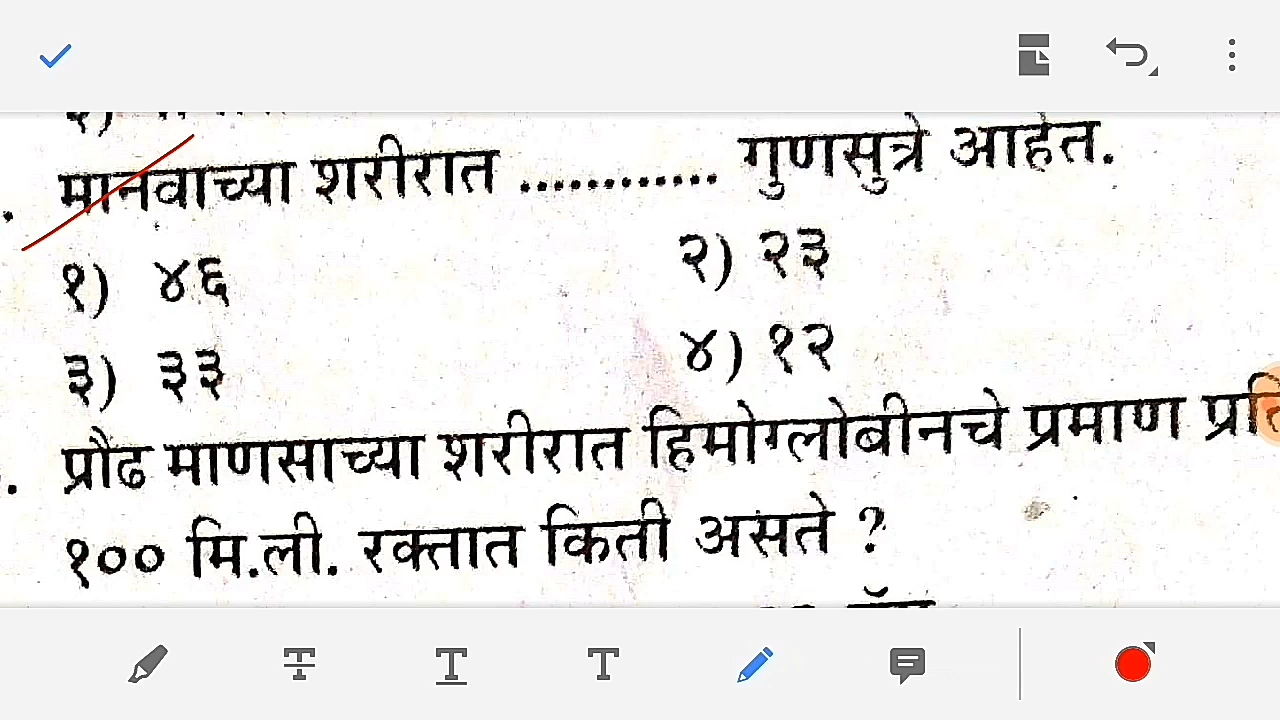 मानवाच्या शरीरात ............ गुणसुत्रे आहेत.
१) ४६ २) २३
३) ३३ ४) १२
प्रौढ माणसाच्या शरीरात हिमोग्लोबीनचे प्रमाण प्रति
१०० मि.ली. रक्तात किती असते ?